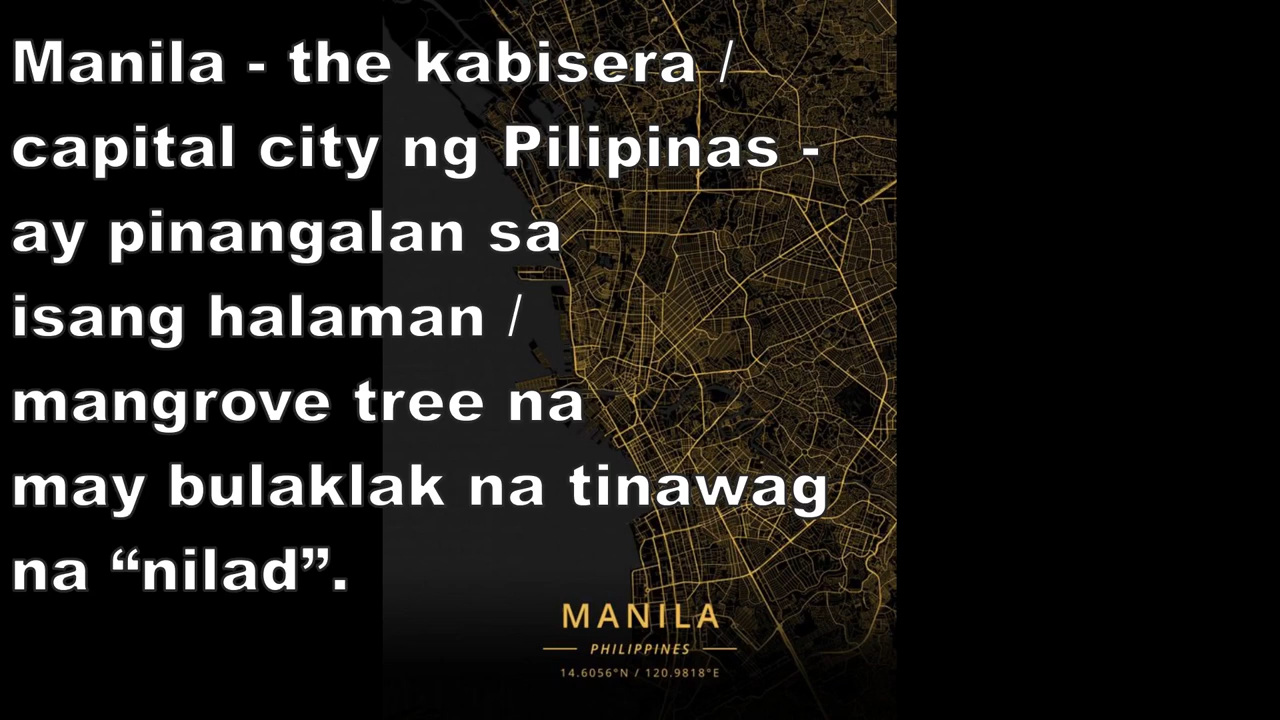 Manila - the kabisera /
capital city ng Pilipinas -
ay pinangalan sa
isang halaman /
mangrove tree na
may bulaklak na tinawag
na “nilad”.
MANILA
PHILIPPINES
14.6056°N / 120.9818°E